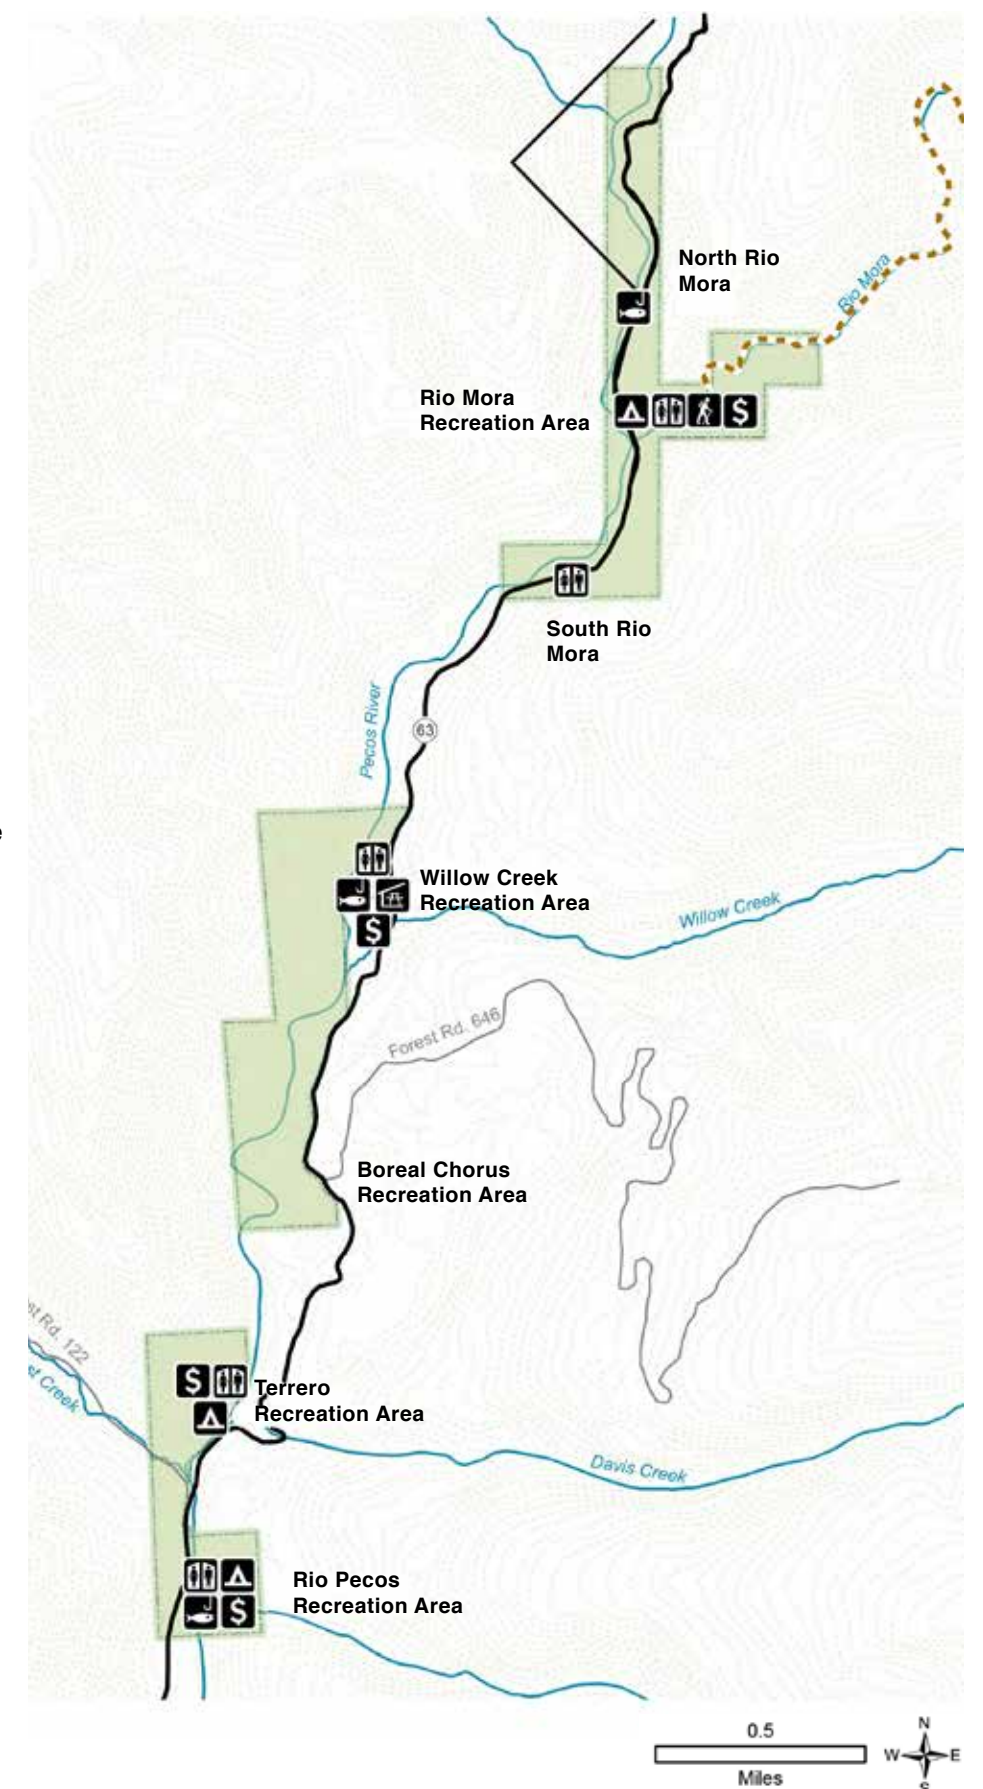 North Rio
Mora
Rio Mora
Rio Mora
Recreation Area
$
South Rio
Mora
Pecos River
63
e
Willow Creek
Recreation Area
Willow Creek
$
Forest Rd. 646
Boreal Chorus
Recreation Area
st Rd. 122
st Creek
$
Terrero
Recreation Area
Davis Creek
Rio Pecos
Recreation Area
$
0.5
Miles
N
W E
S